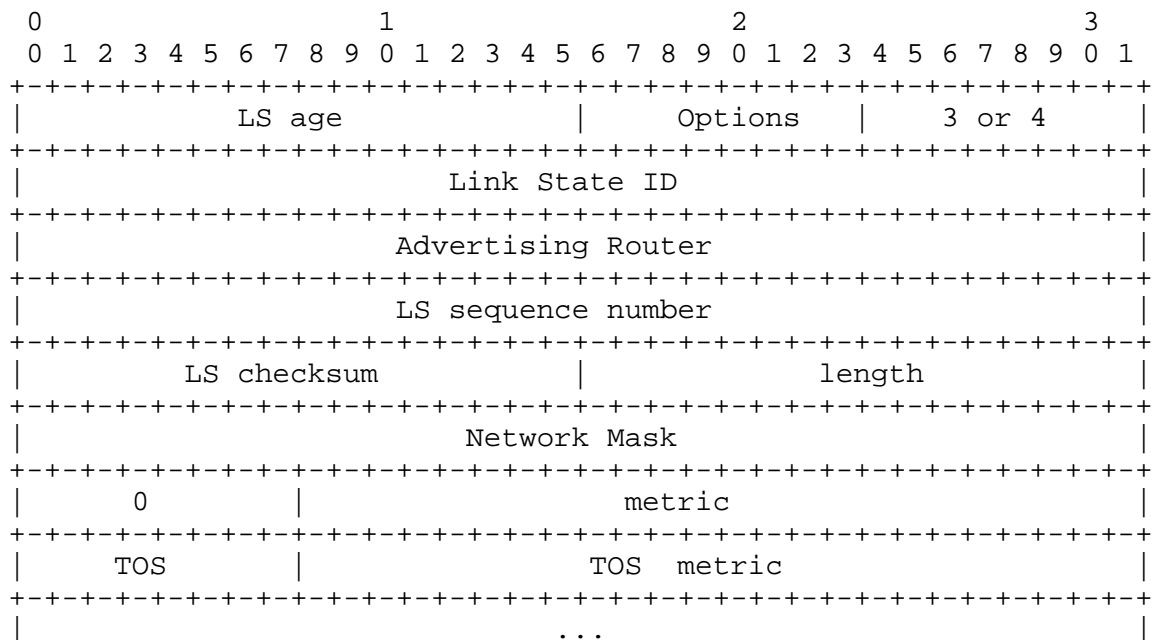 0                   1                   2                   3
 0 1 2 3 4 5 6 7 8 9 0 1 2 3 4 5 6 7 8 9 0 1 2 3 4 5 6 7 8 9 0 1
+-+-+-+-+-+-+-+-+-+-+-+-+-+-+-+-+-+-+-+-+-+-+-+-+-+-+-+-+-+-+-+-+
|            LS age             |     Options   |    3 or 4     |
+-+-+-+-+-+-+-+-+-+-+-+-+-+-+-+-+-+-+-+-+-+-+-+-+-+-+-+-+-+-+-+-+
|                        Link State ID                          |
+-+-+-+-+-+-+-+-+-+-+-+-+-+-+-+-+-+-+-+-+-+-+-+-+-+-+-+-+-+-+-+-+
|                     Advertising Router                        |
+-+-+-+-+-+-+-+-+-+-+-+-+-+-+-+-+-+-+-+-+-+-+-+-+-+-+-+-+-+-+-+-+
|                     LS sequence number                        |
+-+-+-+-+-+-+-+-+-+-+-+-+-+-+-+-+-+-+-+-+-+-+-+-+-+-+-+-+-+-+-+-+
|         LS checksum           |             length            |
+-+-+-+-+-+-+-+-+-+-+-+-+-+-+-+-+-+-+-+-+-+-+-+-+-+-+-+-+-+-+-+-+
|                         Network Mask                          |
+-+-+-+-+-+-+-+-+-+-+-+-+-+-+-+-+-+-+-+-+-+-+-+-+-+-+-+-+-+-+-+-+
|      0        |                  metric                       |
+-+-+-+-+-+-+-+-+-+-+-+-+-+-+-+-+-+-+-+-+-+-+-+-+-+-+-+-+-+-+-+-+
|     TOS       |                TOS  metric                    |
+-+-+-+-+-+-+-+-+-+-+-+-+-+-+-+-+-+-+-+-+-+-+-+-+-+-+-+-+-+-+-+-+
|                              ...                              |